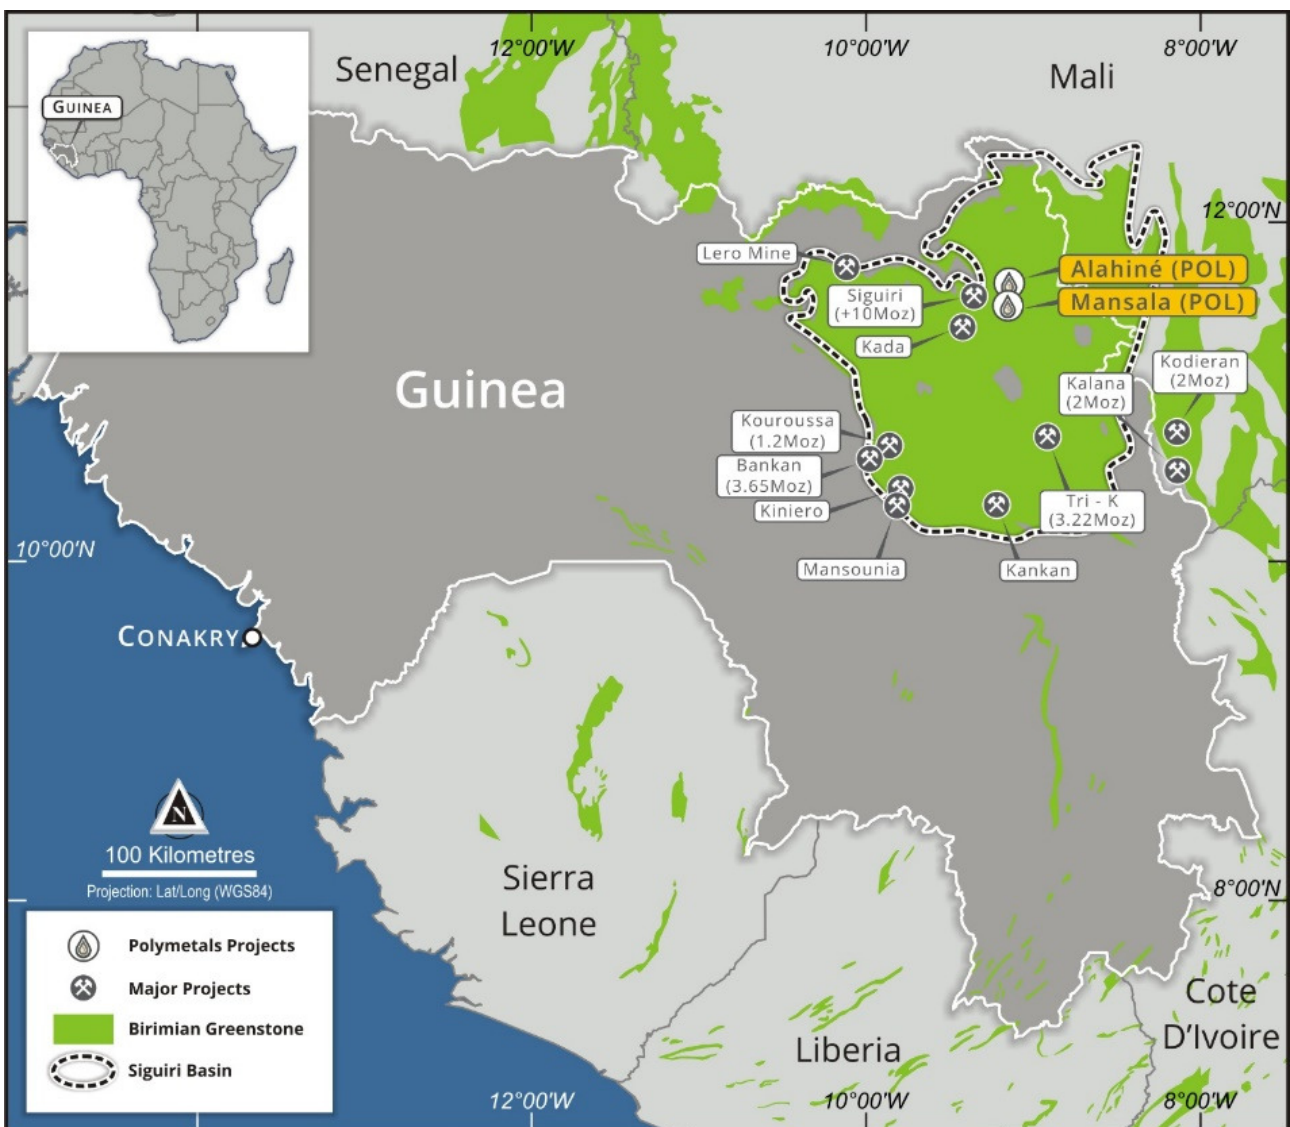 12°00'W
10°00'W
8°00'W
Senegal
Mali
GUINEA
12°00'N
Lero Mine
Alahiné (POL)
Siguiri
(+10Moz)
Mansala (POL)
Kada
Kodieran
(2Moz)
Kalana
(2Moz)
Guinea
Kouroussa
(1.2Moz)
Bankan
(3.65Moz)
Kiniero
Tri - K
(3.22Moz)
Mansounia
Kankan
10°00'N
CONAKRY
N
100 Kilometres
Projection: Lat/Long (WGS84)
Sierra
Leone
8°00'N
Polymetals Projects
Major Projects
Birimian Greenstone
Siguiri Basin
Cote
D'Ivoire
Liberia
12°00'W
10°00'W
8°00'W